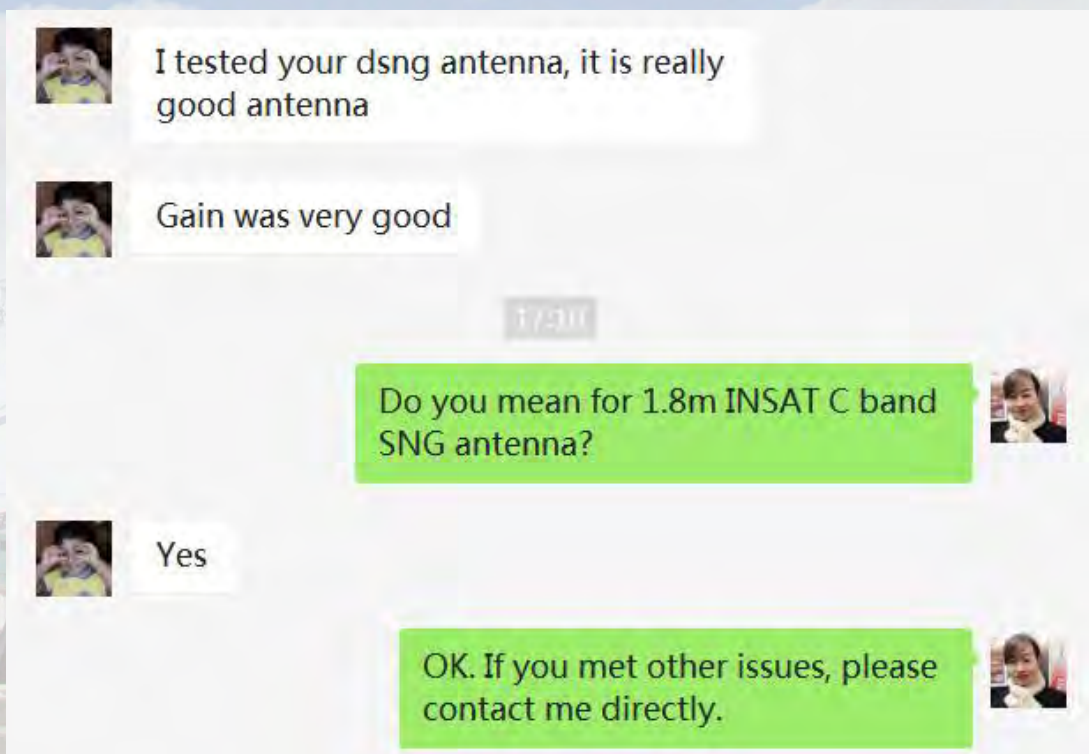 I tested your dsng antenna, it is really
good antenna
Gain was very good
Do you mean for 1.8m INSAT C band
SNG antenna?
Yes
OK. If you met other issues, please
contact me directly.